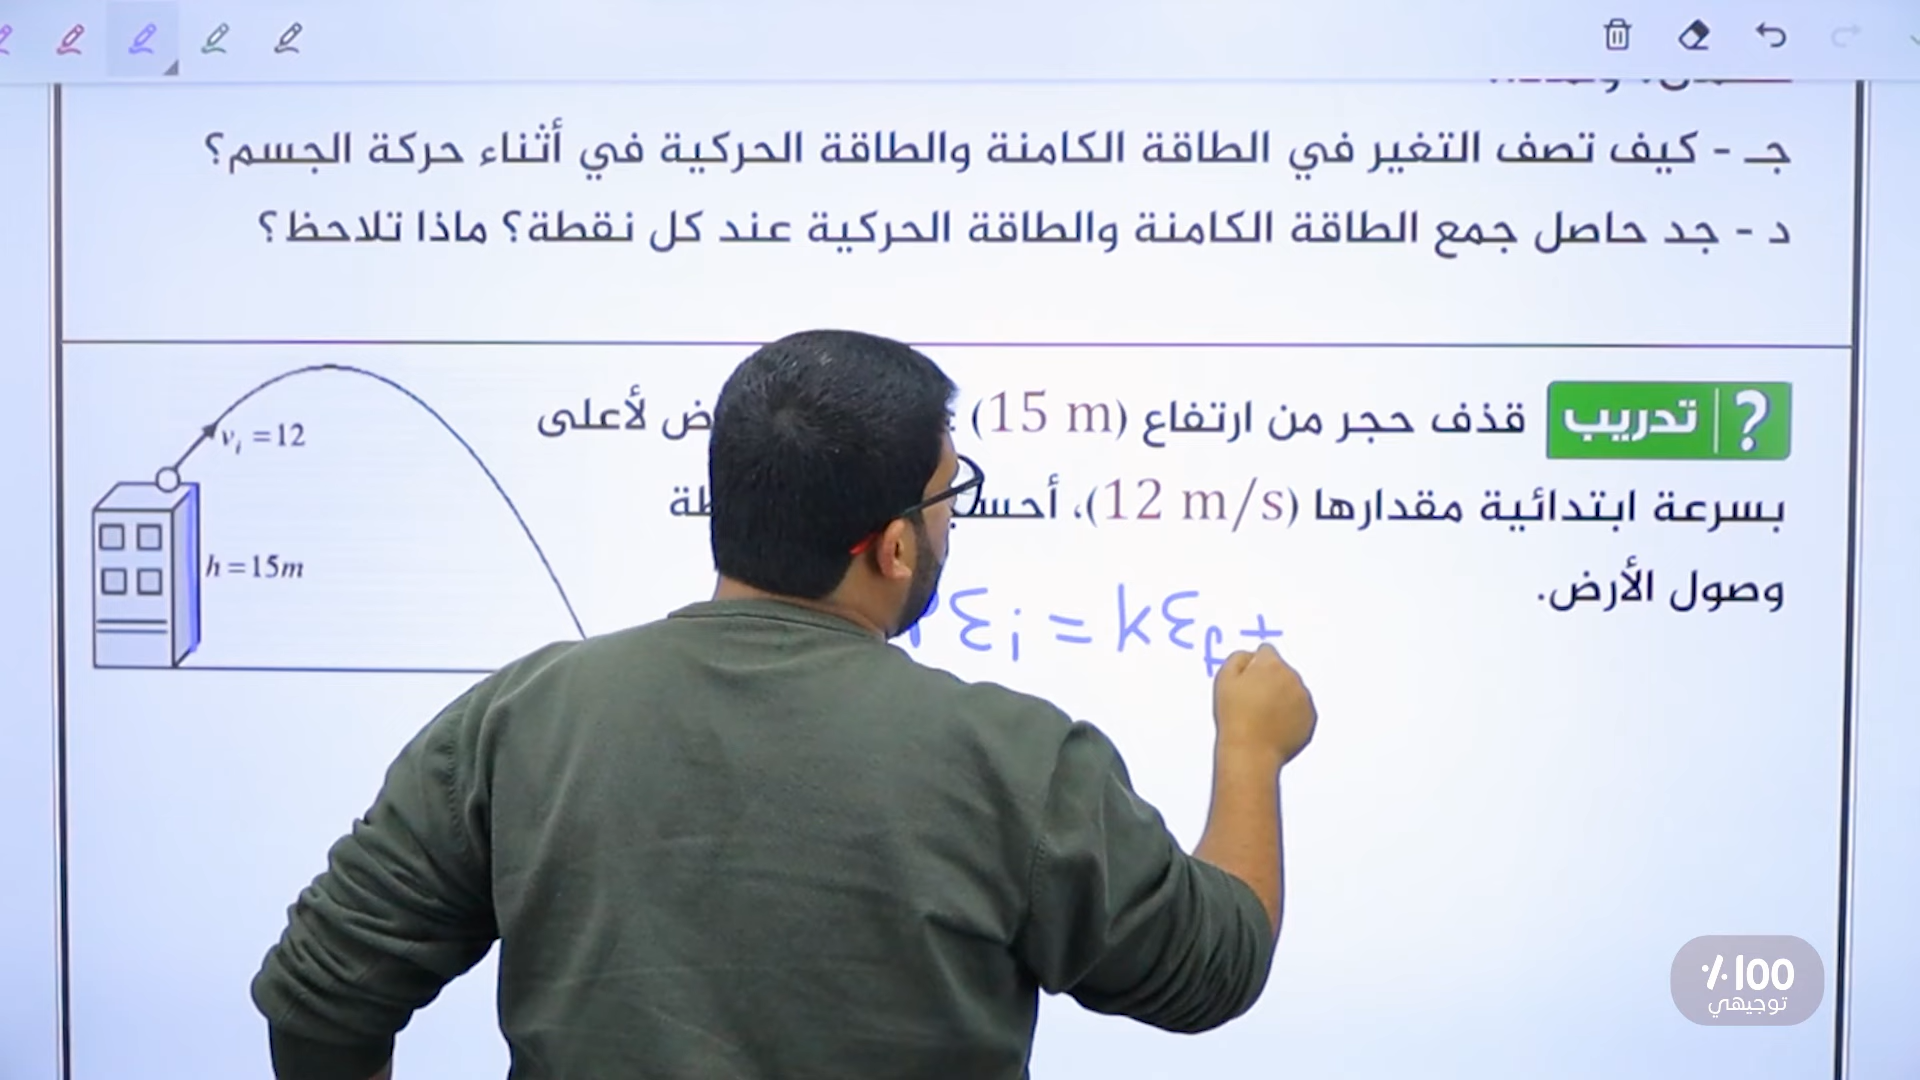 جـ - كيف تصف التغير في الطاقة الكامنة والطاقة الحركية في أثناء حركة الجسم؟
د - جد حاصل جمع الطاقة الكامنة والطاقة الحركية عند كل نقطة؟ ماذا تلاحظ؟
? تدريب قذف حجر من ارتفاع (15 m) لأعلى
بسرعة ابتدائية مقدارها (12 m/s)،
وصول الأرض.
v_i = 12
h = 15m
Ei = kEf +
100٪
توجيهي